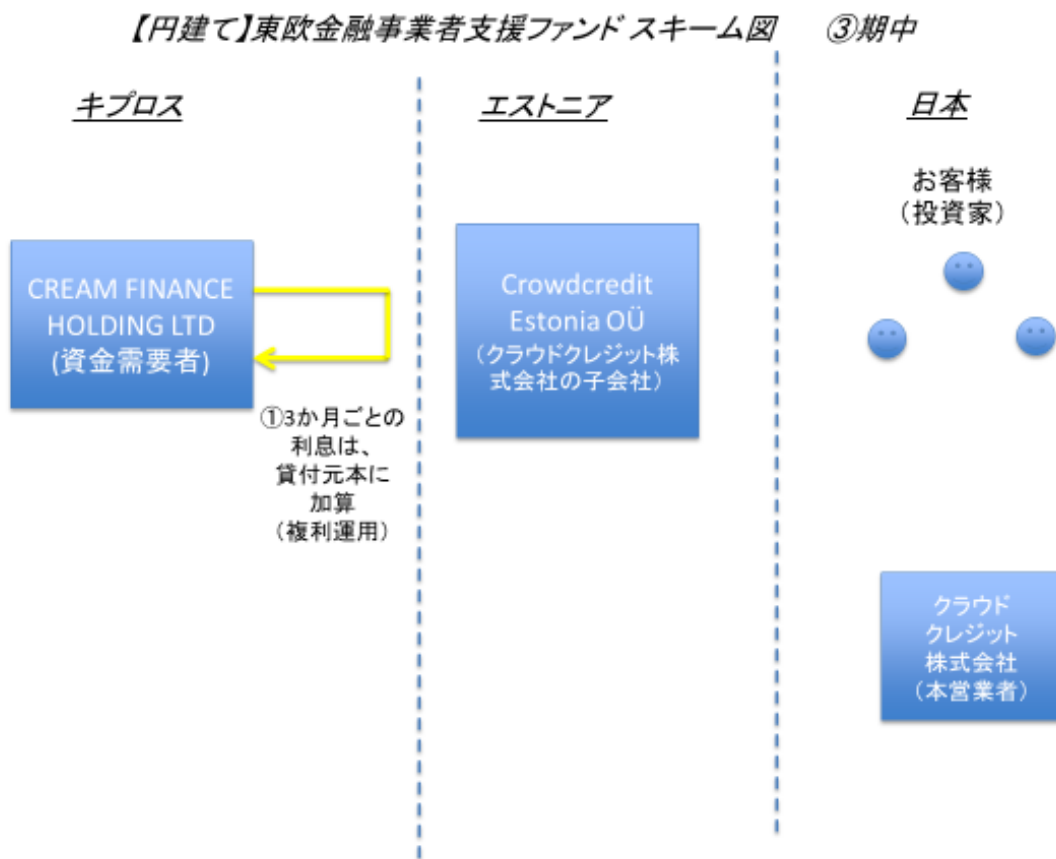 【円建て】東欧金融事業者支援ファンド スキーム図　　③期中
キプロス
エストニア
日本
お客様
（投資家）
CREAM FINANCE
HOLDING LTD
(資金需要者)
Crowdcredit
Estonia OÜ
（クラウドクレジット株
式会社の子会社）
①3か月ごとの
利息は、
貸付元本に
加算
（複利運用）
クラウド
クレジット
株式会社
（本営業者）